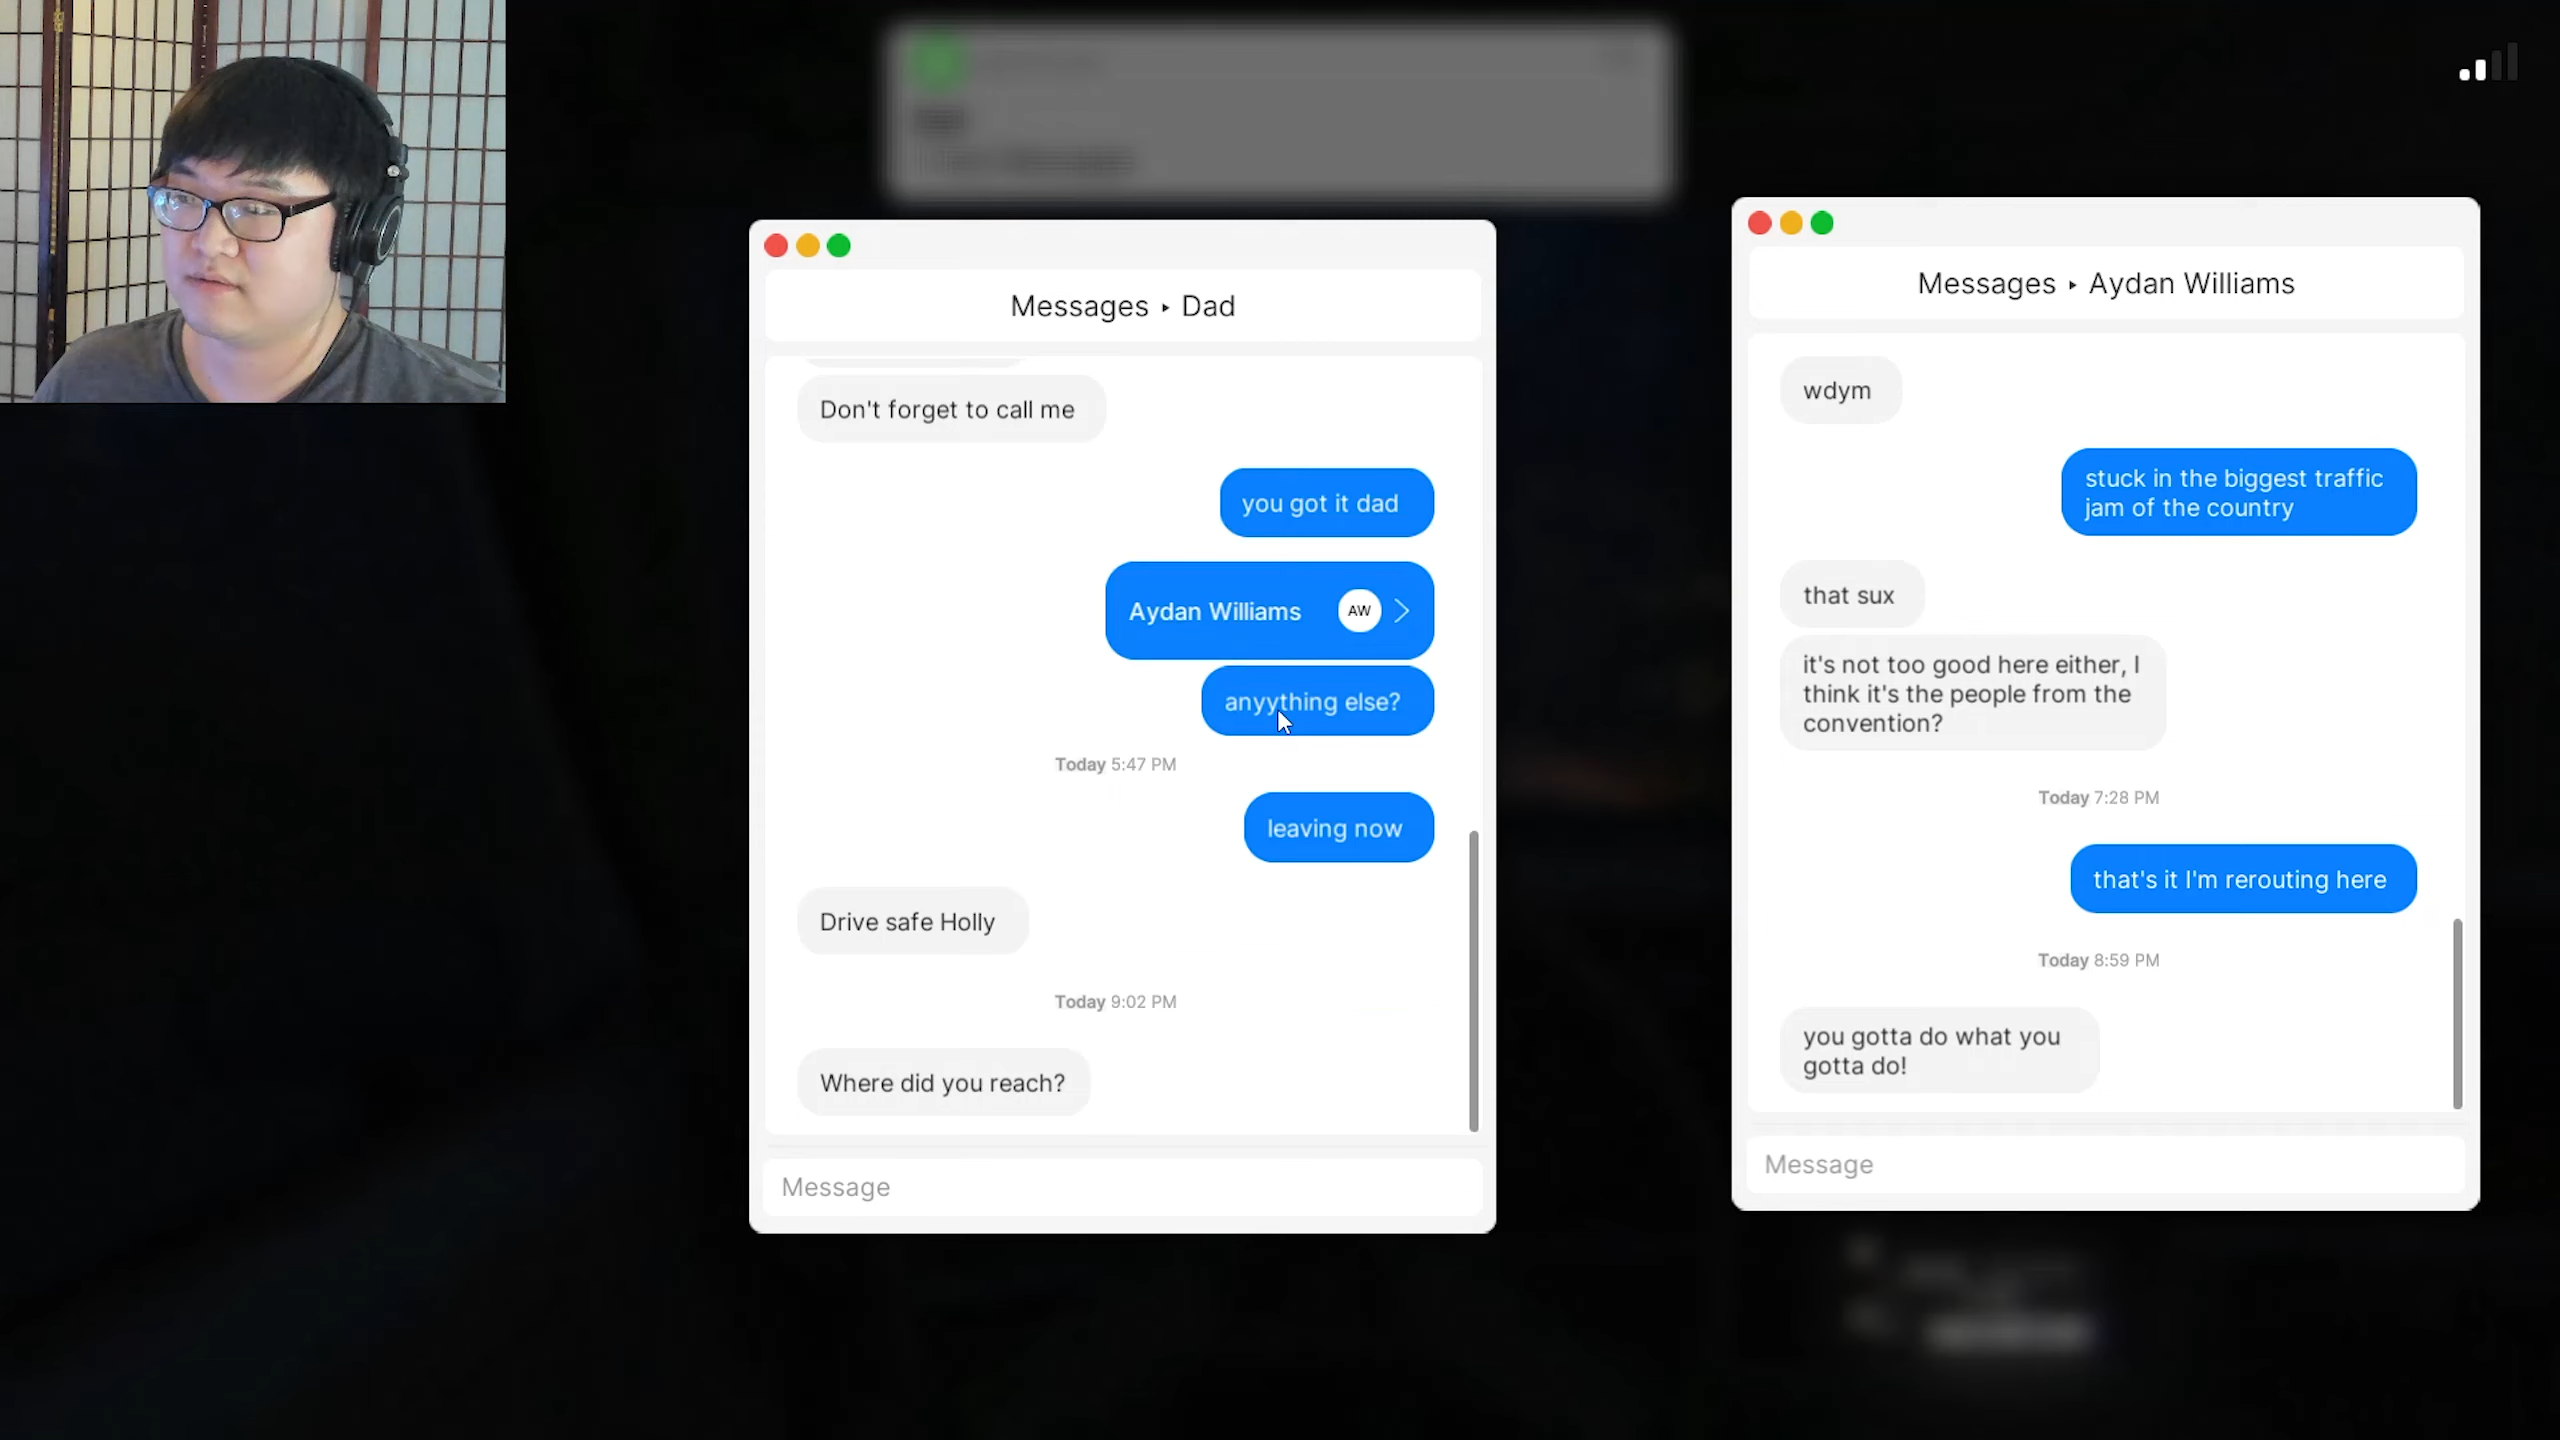 Messages ▸ Dad
Don't forget to call me
you got it dad
Aydan Williams AW
anyything else?
Today 5:47 PM
leaving now
Drive safe Holly
Today 9:02 PM
Where did you reach?
Message
Messages ▸ Aydan Williams
wdym
stuck in the biggest traffic
jam of the country
that sux
it's not too good here either, I
think it's the people from the
convention?
Today 7:28 PM
that's it I'm rerouting here
Today 8:59 PM
you gotta do what you
gotta do!
Message